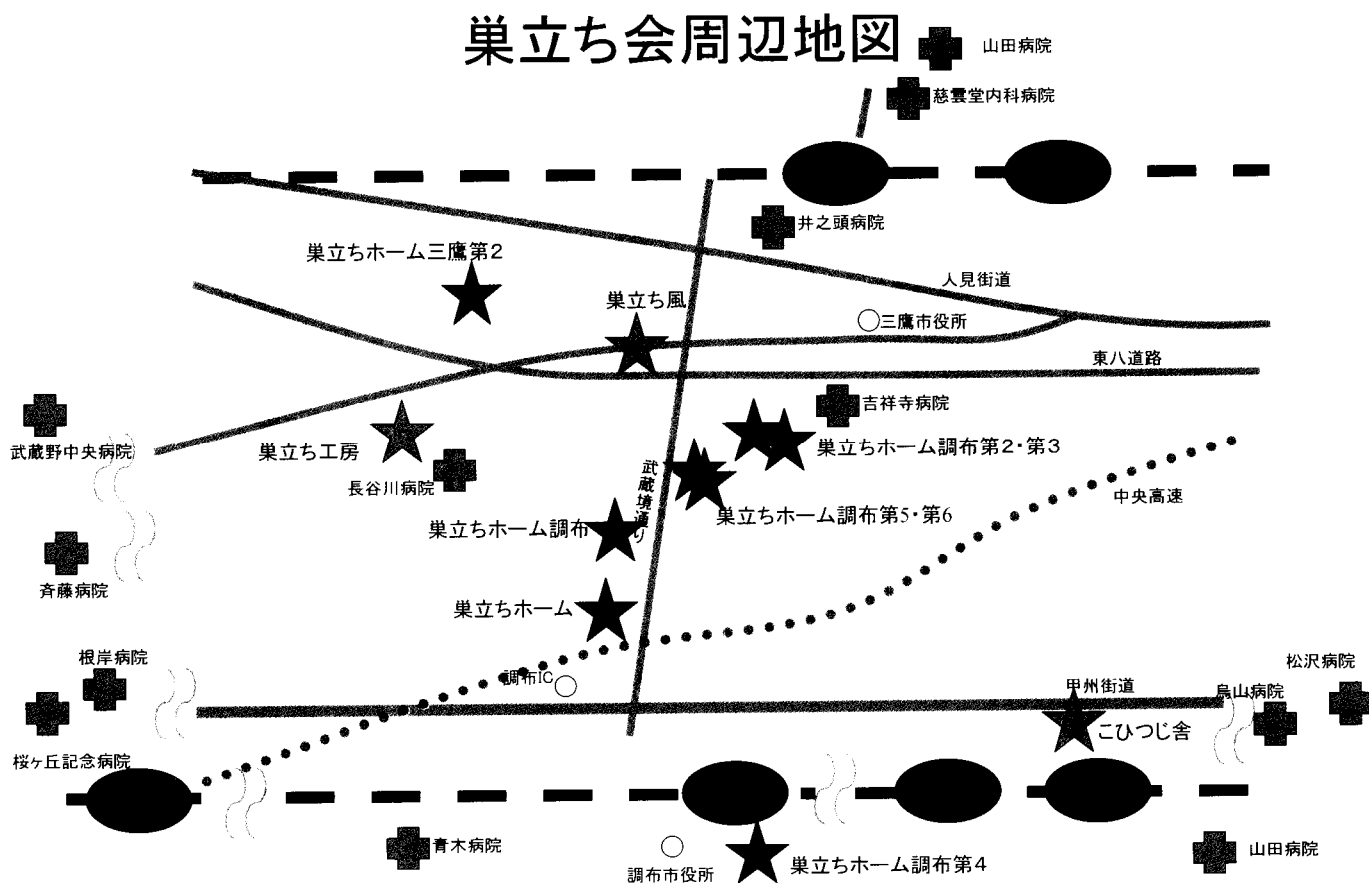 巣立ち会周辺地図
山田病院
慈雲堂内科病院
井之頭病院
巣立ちホーム三鷹第2
人見街道
巣立ち風
三鷹市役所
東八道路
吉祥寺病院
武蔵野中央病院
巣立ち工房
巣立ちホーム調布第2・第3
長谷川病院
武蔵境通り
中央高速
巣立ちホーム調布第5・第6
巣立ちホーム調布
斉藤病院
巣立ちホーム
根岸病院
松沢病院
調布IC
甲州街道
烏山病院
こひつじ舎
桜ヶ丘記念病院
青木病院
調布市役所
巣立ちホーム調布第4
山田病院